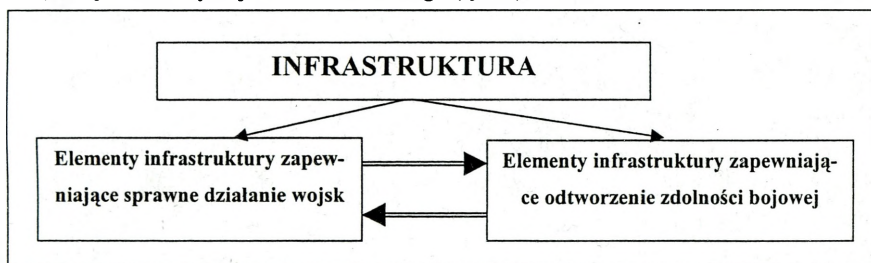 INFRASTRUKTURA
Elementy infrastruktury zapew-
niające sprawne działanie wojsk
Elementy infrastruktury zapewniają-
ce odtworzenie zdolności bojowej